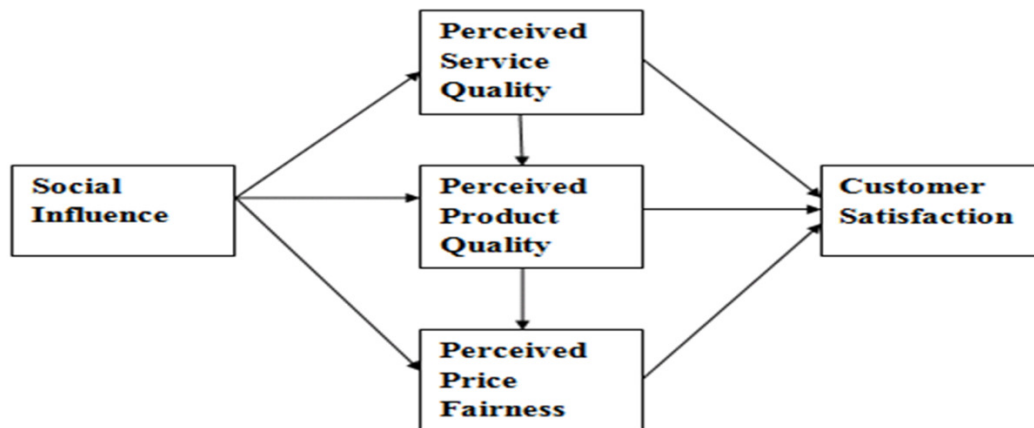 Perceived
Service
Quality
Social
Influence
Perceived
Product
Quality
Customer
Satisfaction
Perceived
Price
Fairness